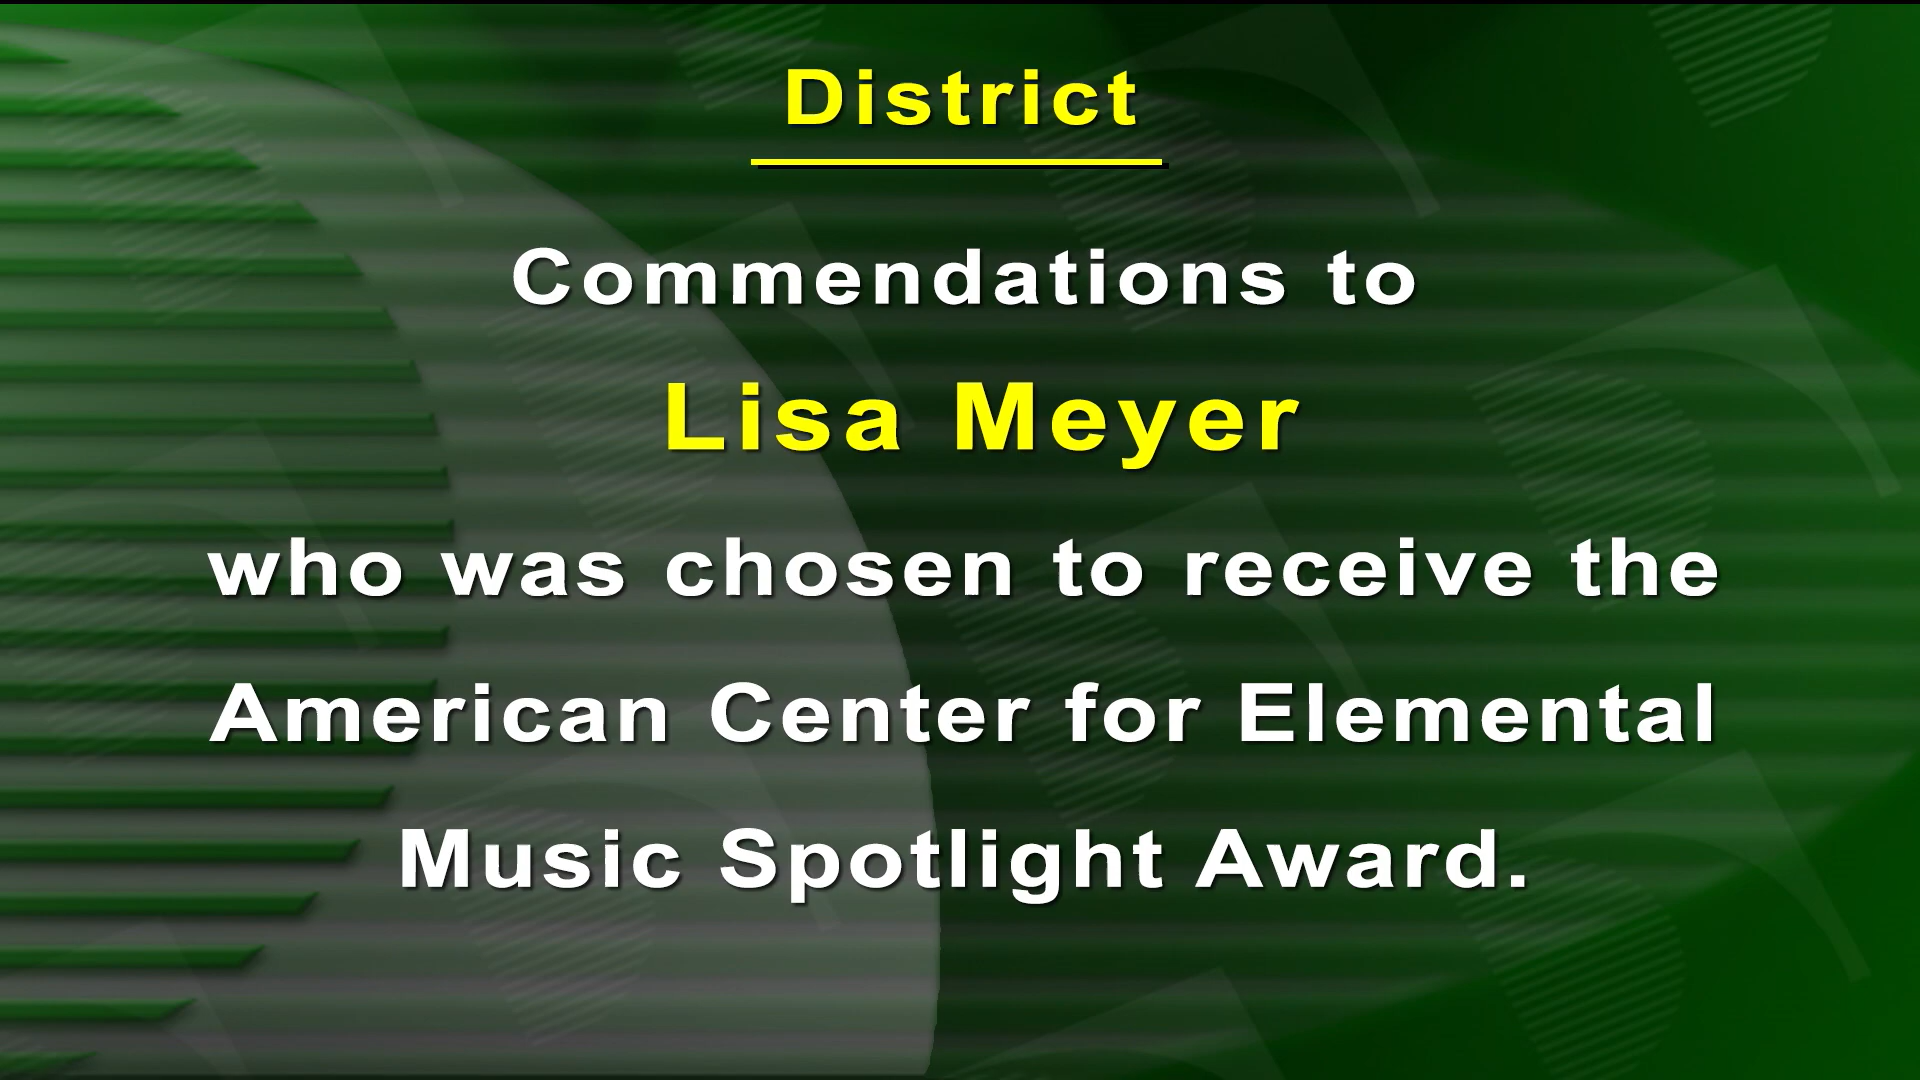 District
Commendations to
Lisa Meyer
who was chosen to receive the
American Center for Elemental
Music Spotlight Award.